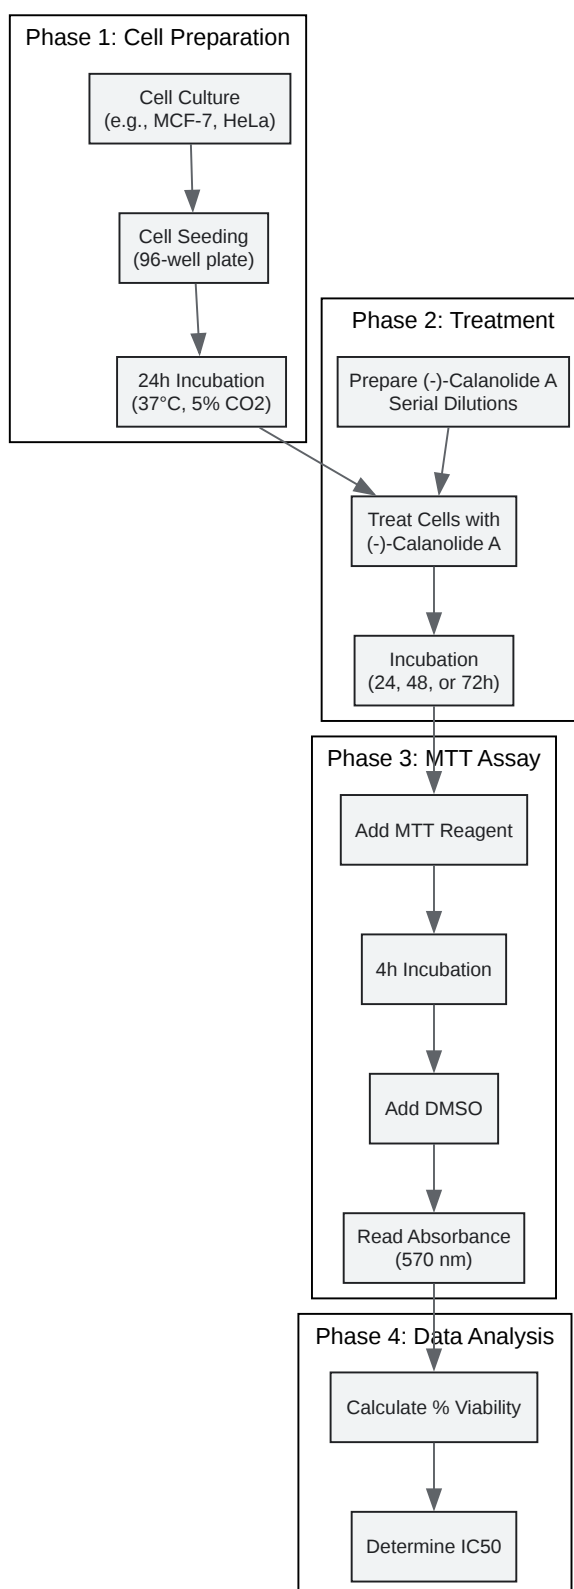 Phase 1: Cell Preparation
Cell Culture
(e.g., MCF-7, HeLa)
Cell Seeding
(96-well plate)
24h Incubation
(37°C, 5% CO2)
Phase 2: Treatment
Prepare (-)-Calanolide A
Serial Dilutions
Treat Cells with
(-)-Calanolide A
Incubation
(24, 48, or 72h)
Phase 3: MTT Assay
Add MTT Reagent
4h Incubation
Add DMSO
Read Absorbance
(570 nm)
Phase 4: Data Analysis
Calculate % Viability
Determine IC50